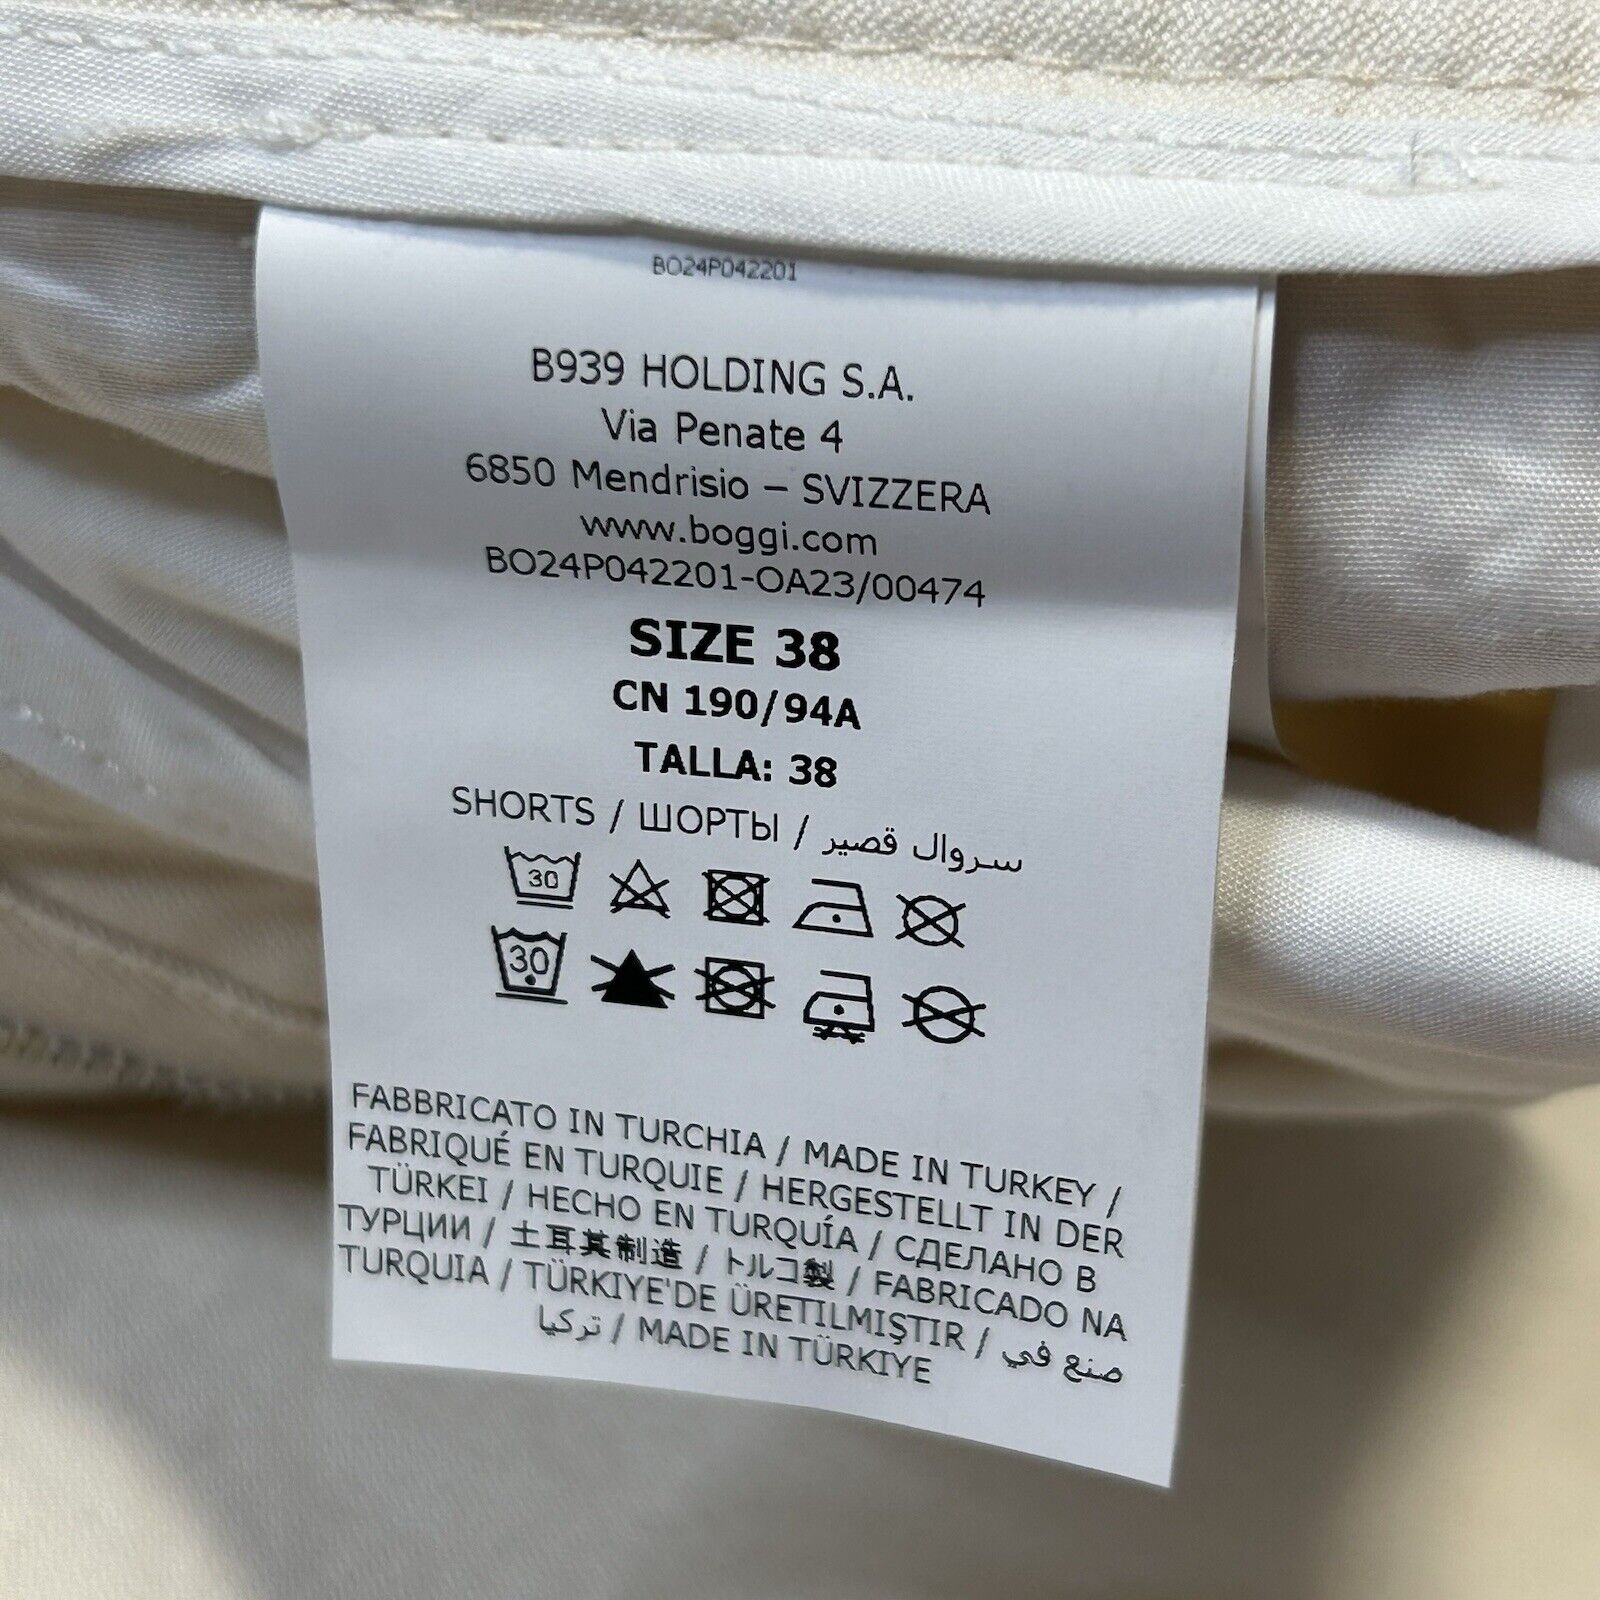 BO24P042201
B939 HOLDING S.A.
Via Penate 4
6850 Mendrisio – SVIZZERA
www.boggi.com
BO24P042201-OA23/00474
SIZE 38
CN 190/94A
TALLA: 38
SHORTS / ШОРТЫ / سروال قصير
30
30
FABBRICATO IN TURCHIA / MADE IN TURKEY /
FABRIQUÉ EN TURQUIE / HERGESTELLT IN DER
TÜRKEI / HECHO EN TURQUÍA / СДЕЛАНО В
ТУРЦИИ / 土耳其制造 / トルコ製 / FABRICADO NA
TURQUIA / TÜRKIYE'DE ÜRETILMIŞTIR / صنع في
تركيا / MADE IN TÜRKIYE